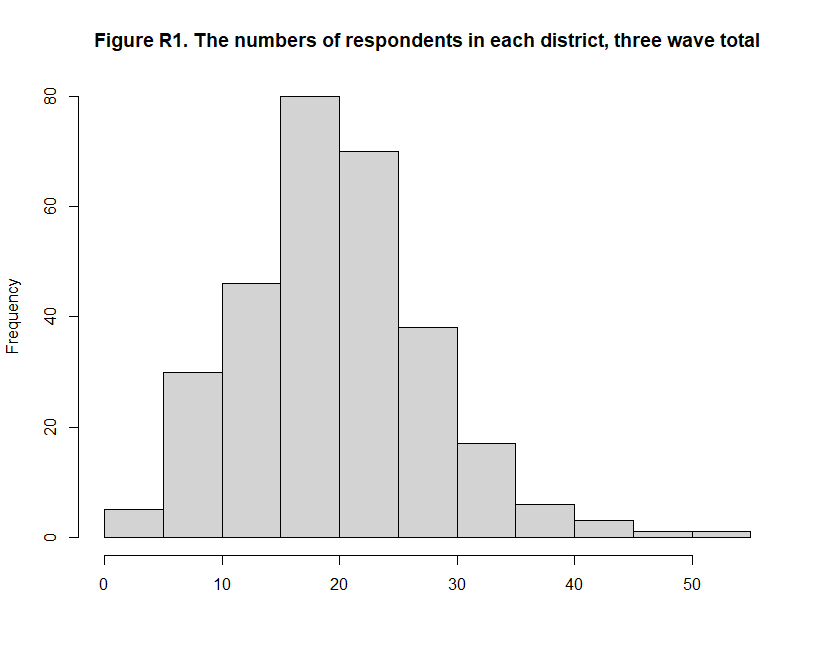 Figure R1. The numbers of respondents in each district, three wave total
Frequency
80
60
40
20
0
0 10 20 30 40 50